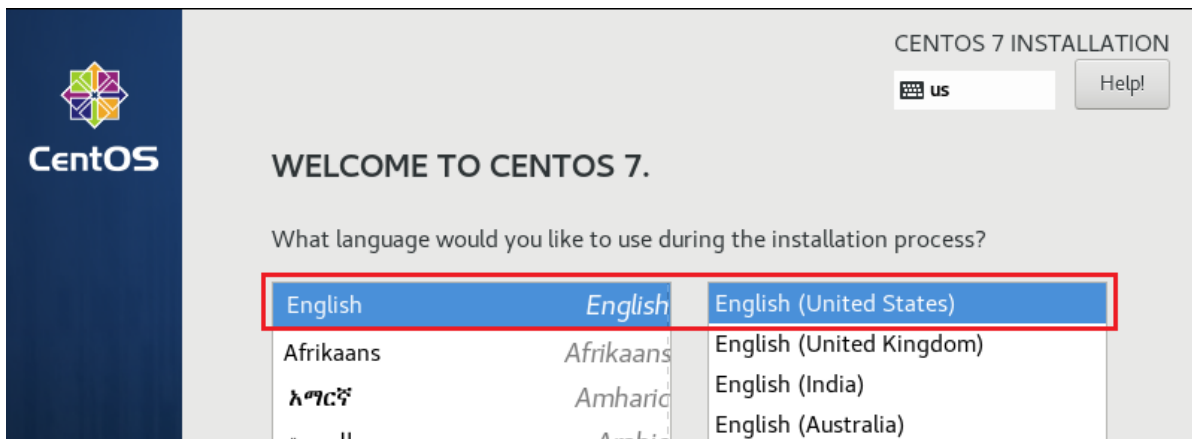 CENTOS 7 INSTALLATION
us
Help!
CentOS
WELCOME TO CENTOS 7.
What language would you like to use during the installation process?
English English English (United States)
Afrikaans Afrikaans English (United Kingdom)
አማርኛ Amharic English (India)
English (Australia)